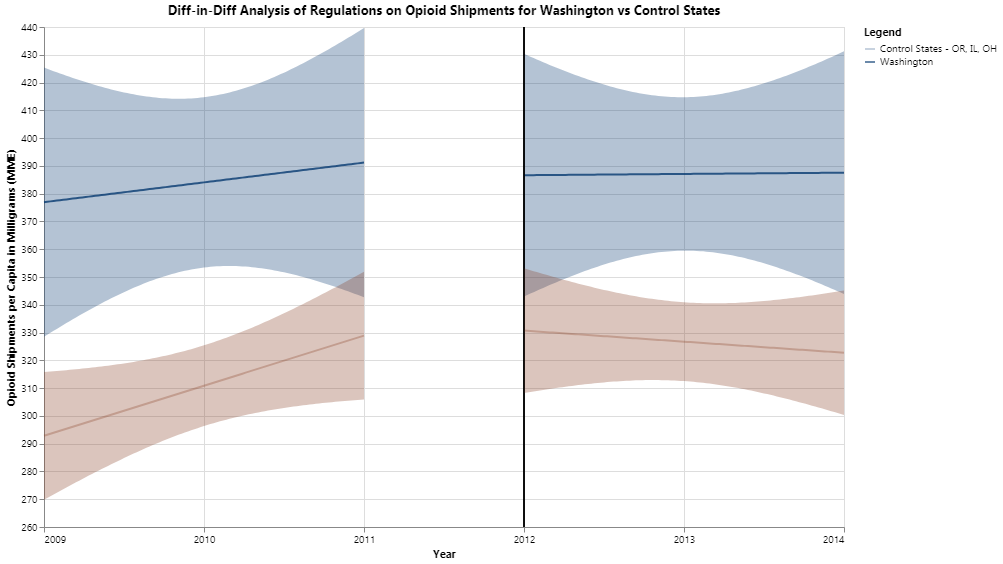 Diff-in-Diff Analysis of Regulations on Opioid Shipments for Washington vs Control States
Legend
Control States - OR, IL, OH
Washington
Opioid Shipments per Capita in Milligrams (MME)
440
430
420
410
400
390
380
370
360
350
340
330
320
310
300
290
280
270
260
2009 2010 2011 2012 2013 2014
Year